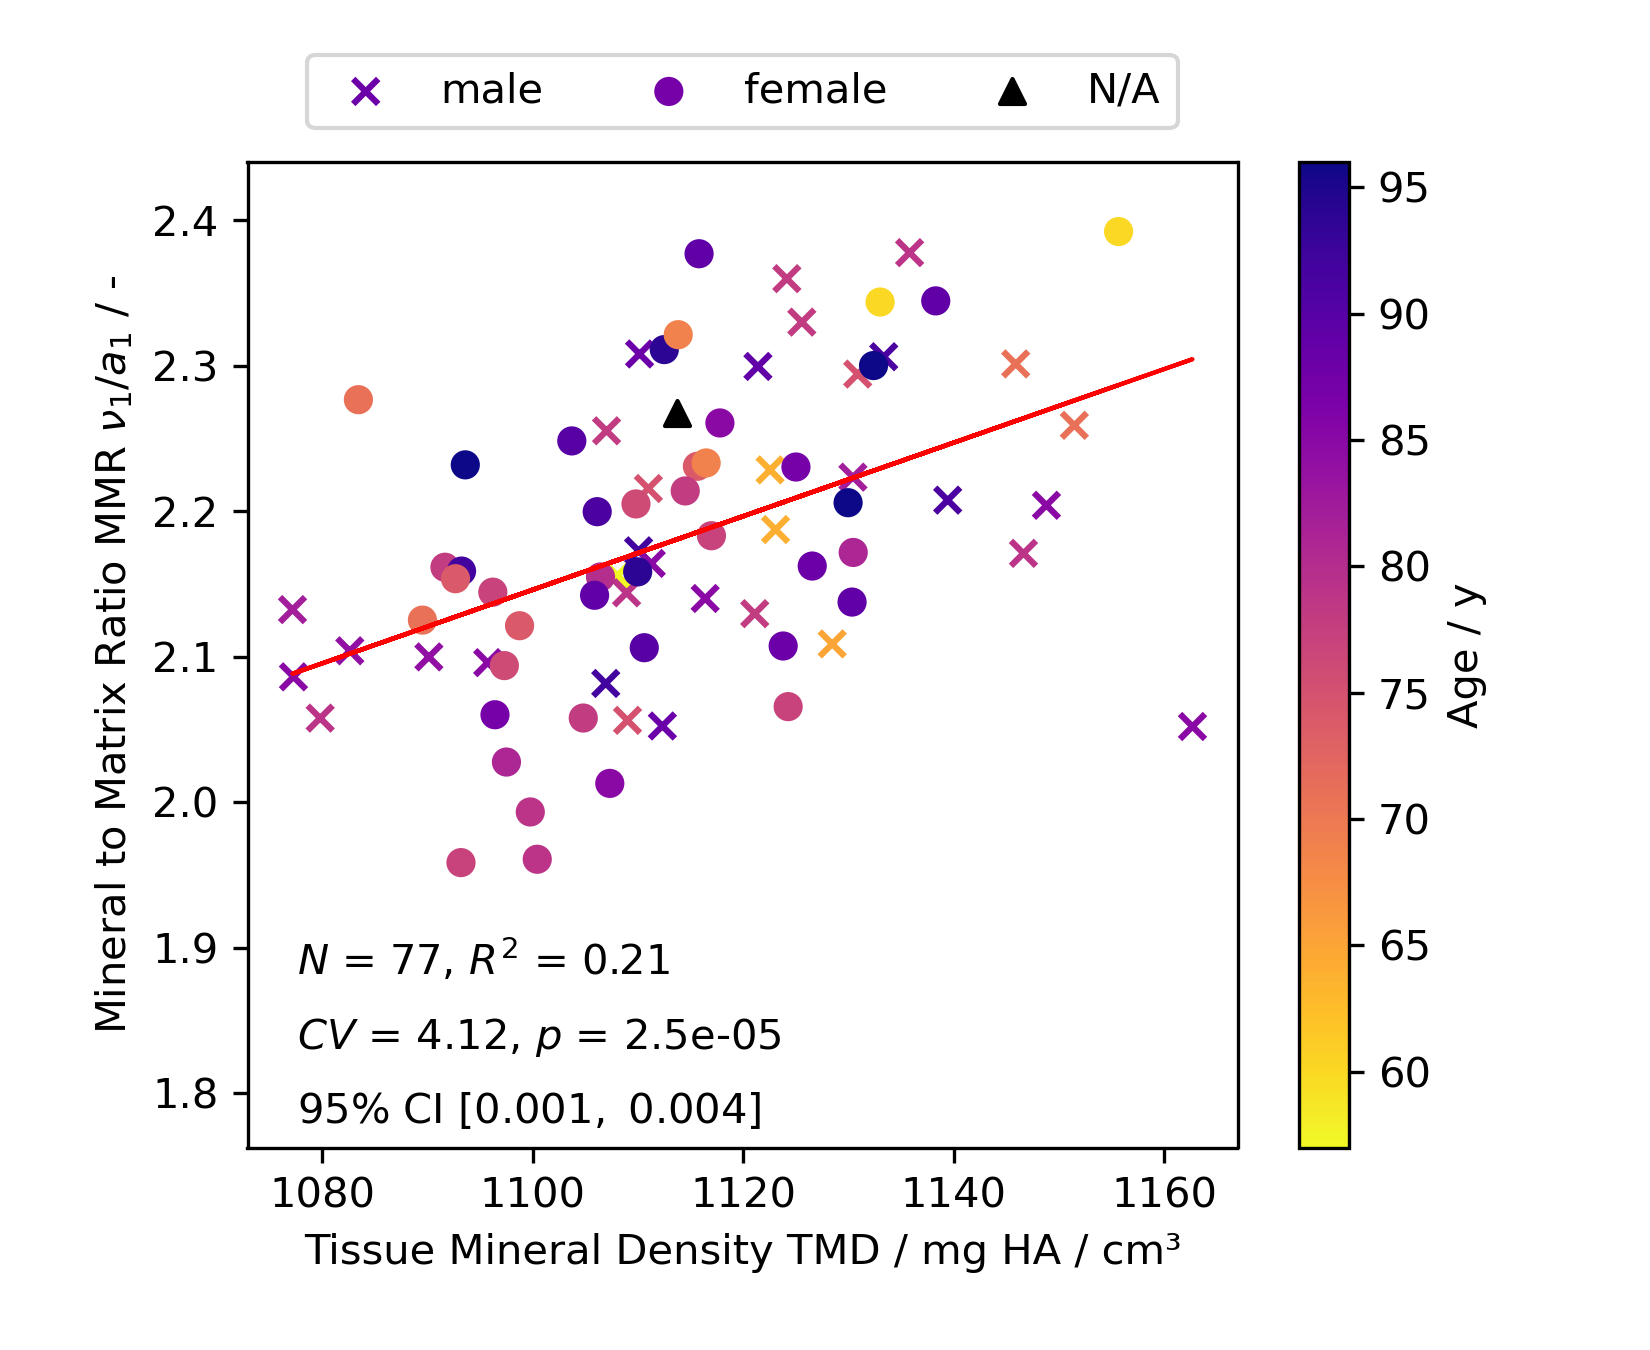 male female N/A
Mineral to Matrix Ratio MMR ν₁/a₁ / -
2.4
2.3
2.2
2.1
2.0
1.9
1.8
N = 77, R² = 0.21
CV = 4.12, p = 2.5e-05
95% CI [0.001, 0.004]
1080 1100 1120 1140 1160
Tissue Mineral Density TMD / mg HA / cm³
95
90
85
80
75
70
65
60
Age / y